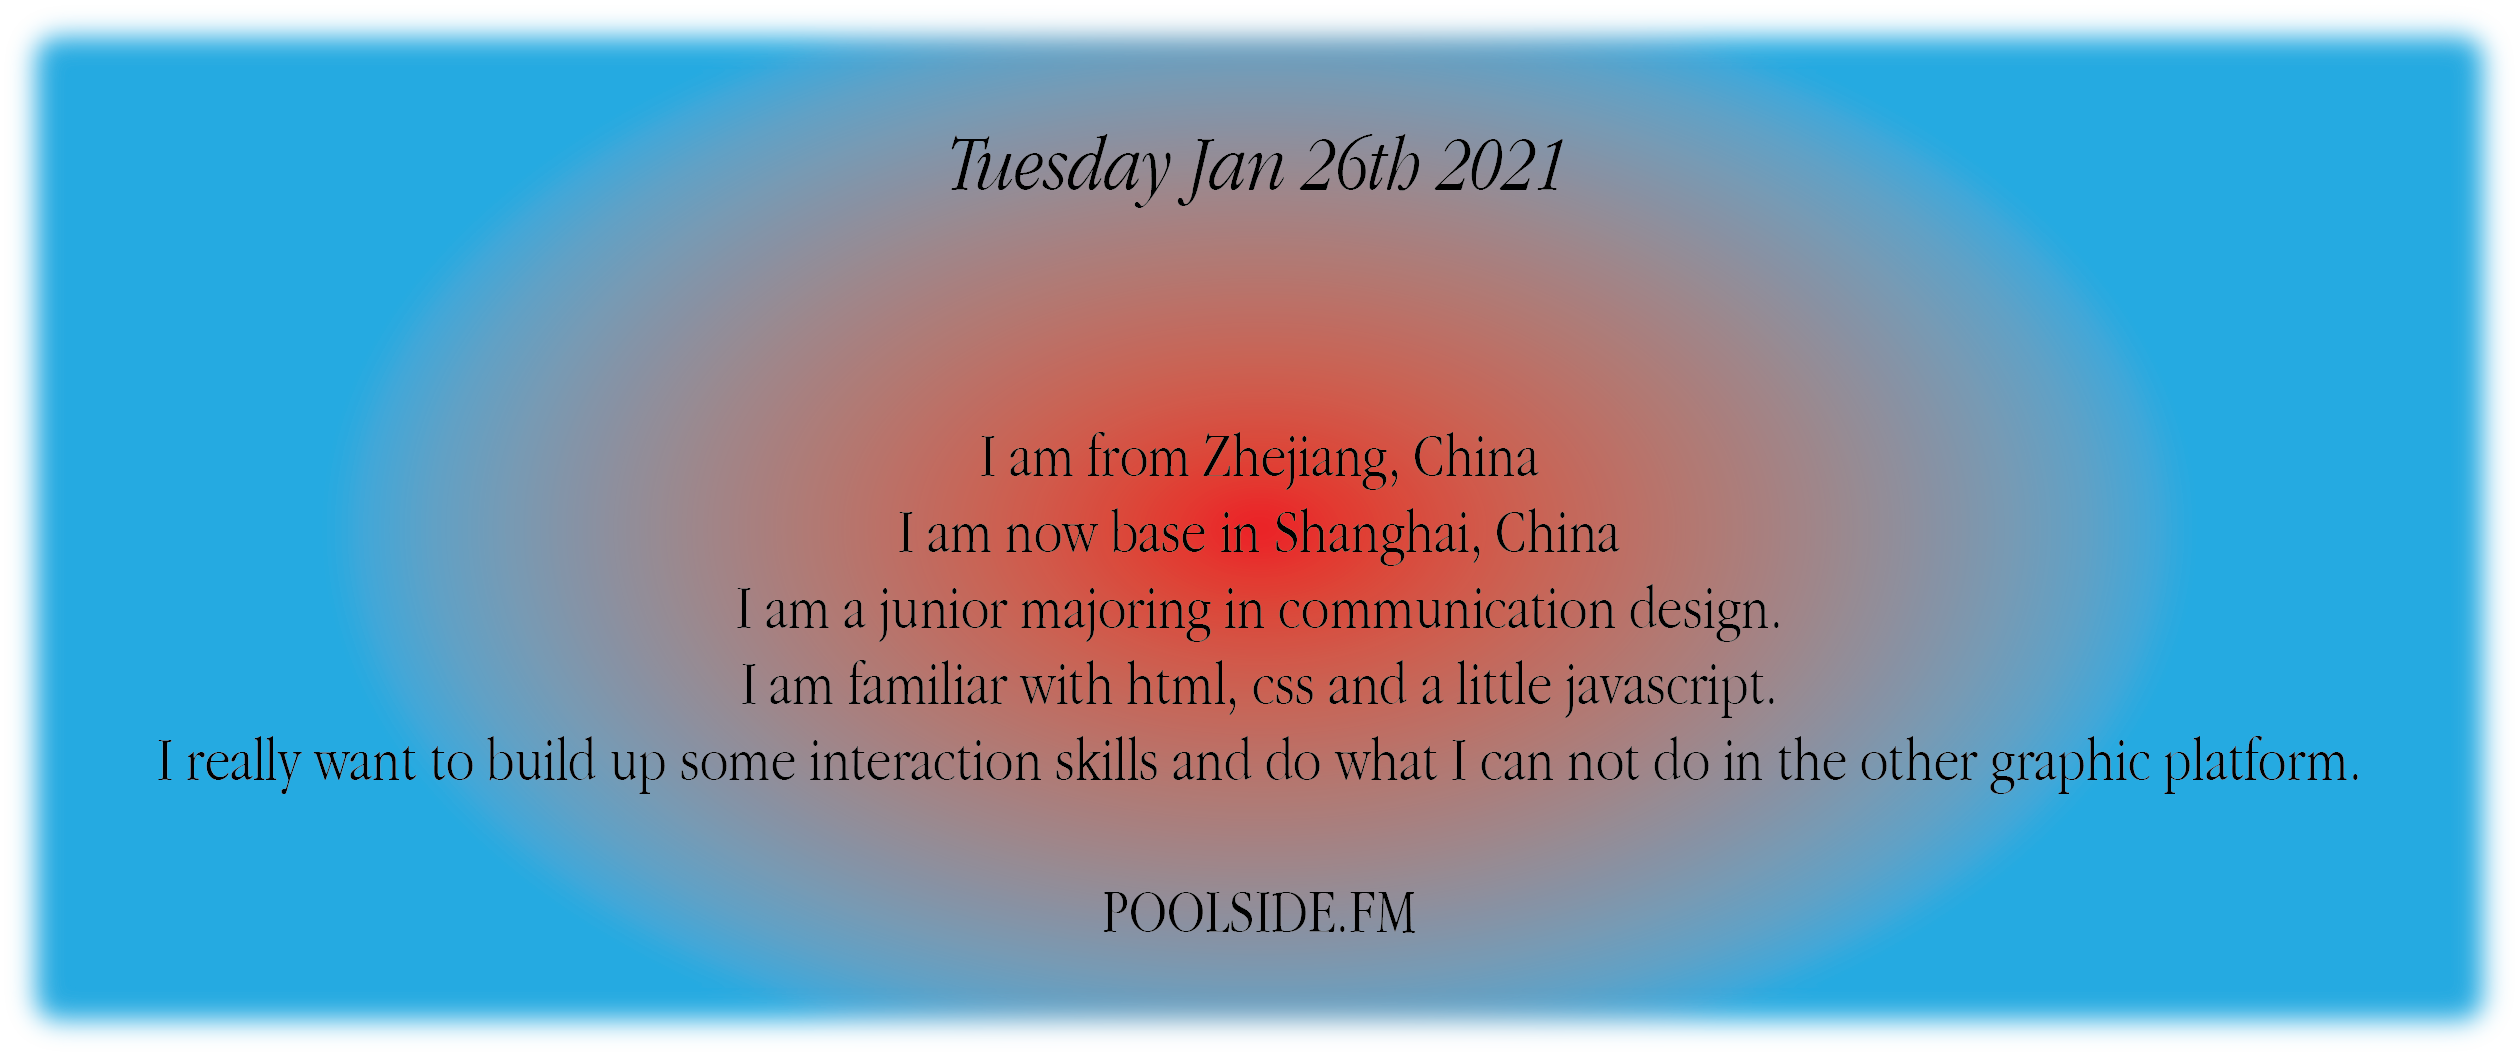 Tuesday Jan 26th 2021
I am from Zhejiang, China
I am now base in Shanghai, China
I am a junior majoring in communication design.
I am familiar with html, css and a little javascript.
I really want to build up some interaction skills and do what I can not do in the other graphic platform.
POOLSIDE.FM